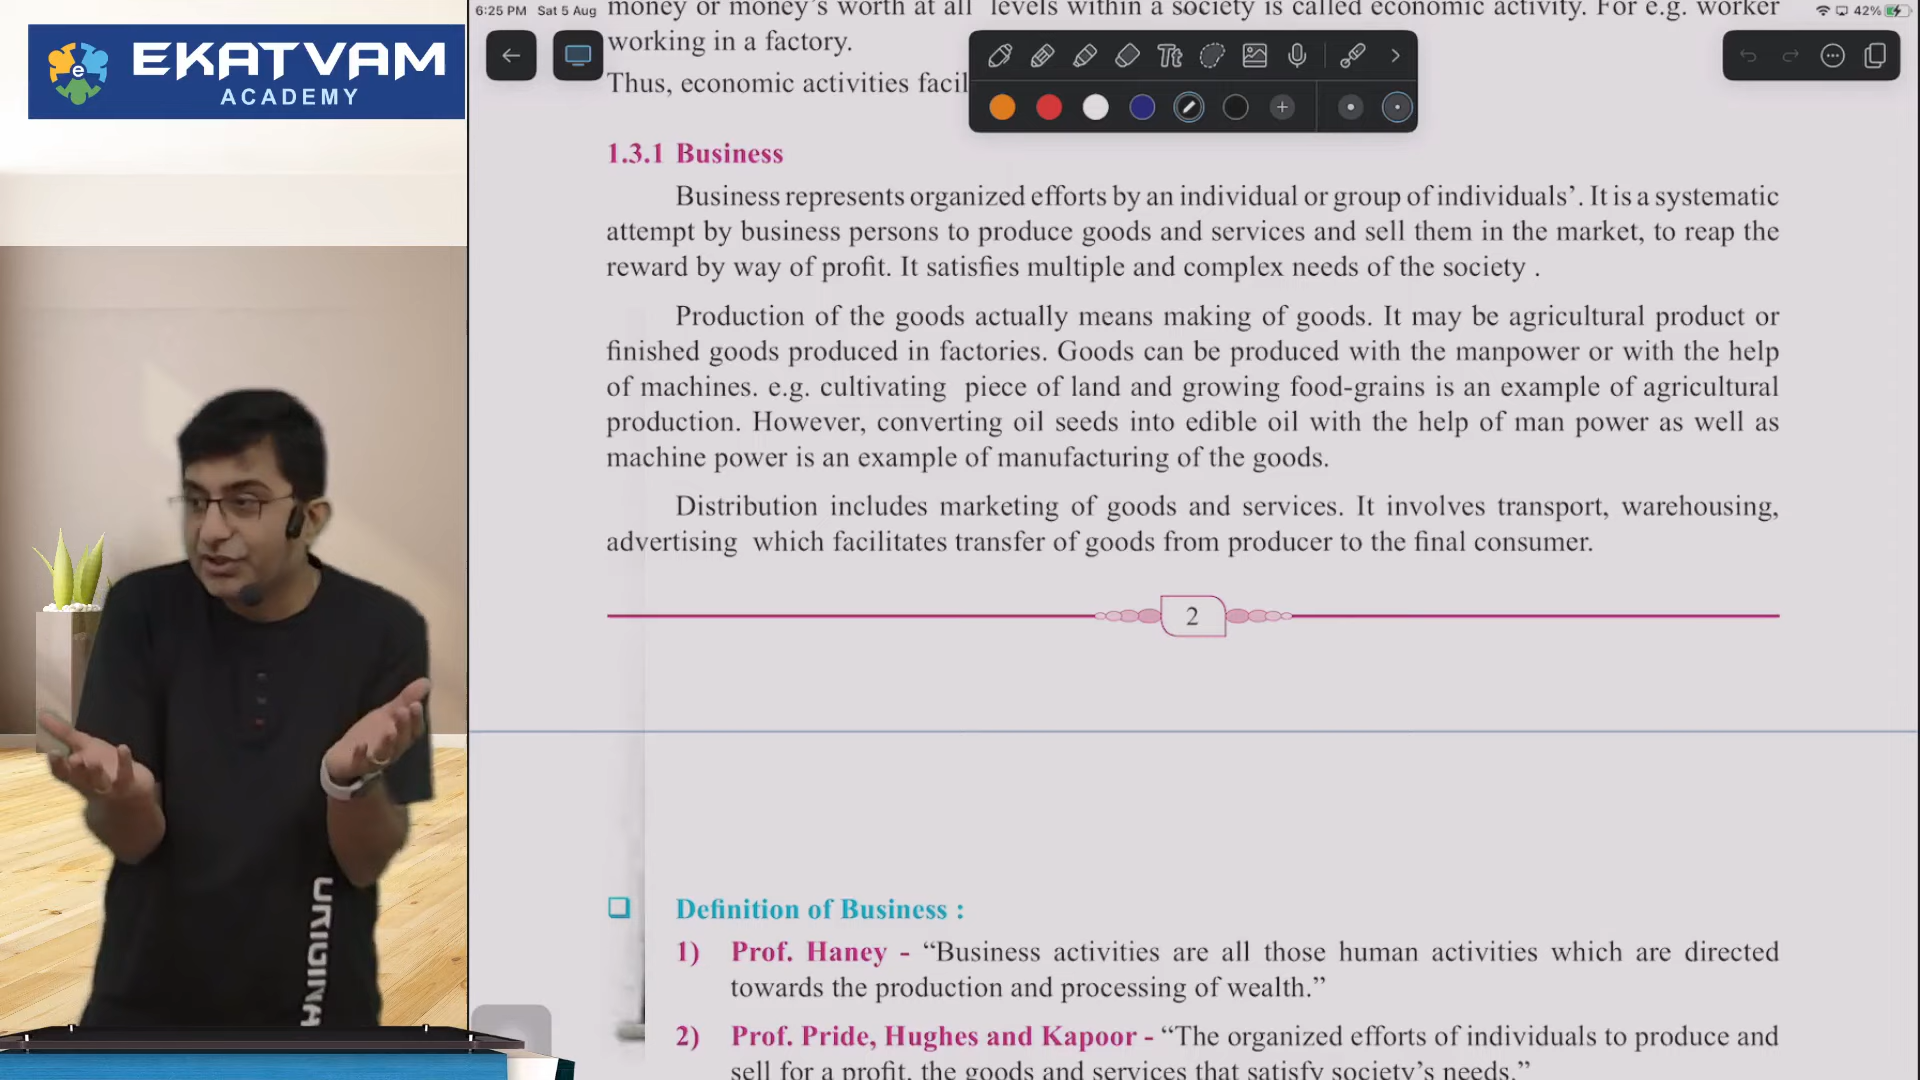 6:25 PM Sat 5 Aug
42%
EKATVAM
ACADEMY
money or money's worth at all levels within a society is called economic activity. For e.g. worker
working in a factory.
Thus, economic activities facil
Tt
1.3.1 Business
Business represents organized efforts by an individual or group of individuals’. It is a systematic
attempt by business persons to produce goods and services and sell them in the market, to reap the
reward by way of profit. It satisfies multiple and complex needs of the society .
Production of the goods actually means making of goods. It may be agricultural product or
finished goods produced in factories. Goods can be produced with the manpower or with the help
of machines. e.g. cultivating piece of land and growing food-grains is an example of agricultural
production. However, converting oil seeds into edible oil with the help of man power as well as
machine power is an example of manufacturing of the goods.
Distribution includes marketing of goods and services. It involves transport, warehousing,
advertising which facilitates transfer of goods from producer to the final consumer.
2
❑ Definition of Business :
1) Prof. Haney - “Business activities are all those human activities which are directed
towards the production and processing of wealth.”
2) Prof. Pride, Hughes and Kapoor - “The organized efforts of individuals to produce and
sell for a profit, the goods and services that satisfy society’s needs.”